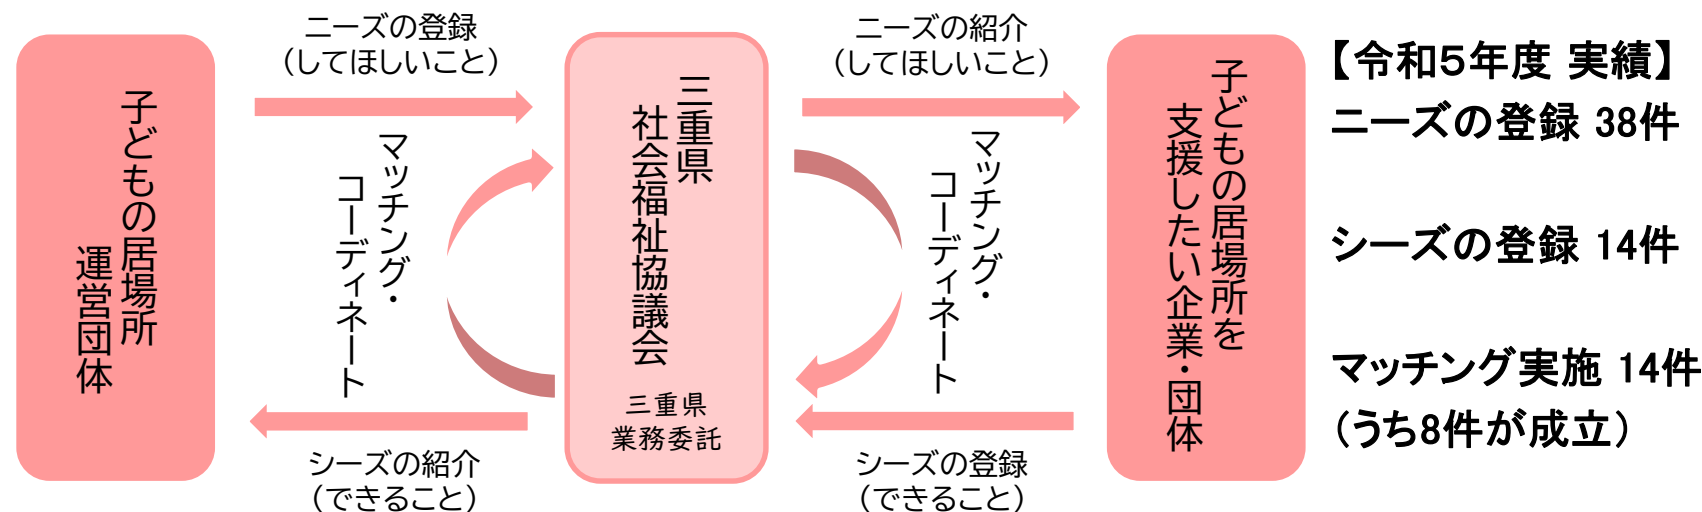 子どもの居場所
運営団体
ニーズの登録
（してほしいこと）
マッチング・
コーディネート
シーズの紹介
（できること）
三重県
社会福祉協議会
三重県
業務委託
ニーズの紹介
（してほしいこと）
マッチング・
コーディネート
シーズの登録
（できること）
子どもの居場所を
支援したい企業・団体
【令和５年度 実績】
ニーズの登録 38件
シーズの登録 14件
マッチング実施 14件
（うち8件が成立）